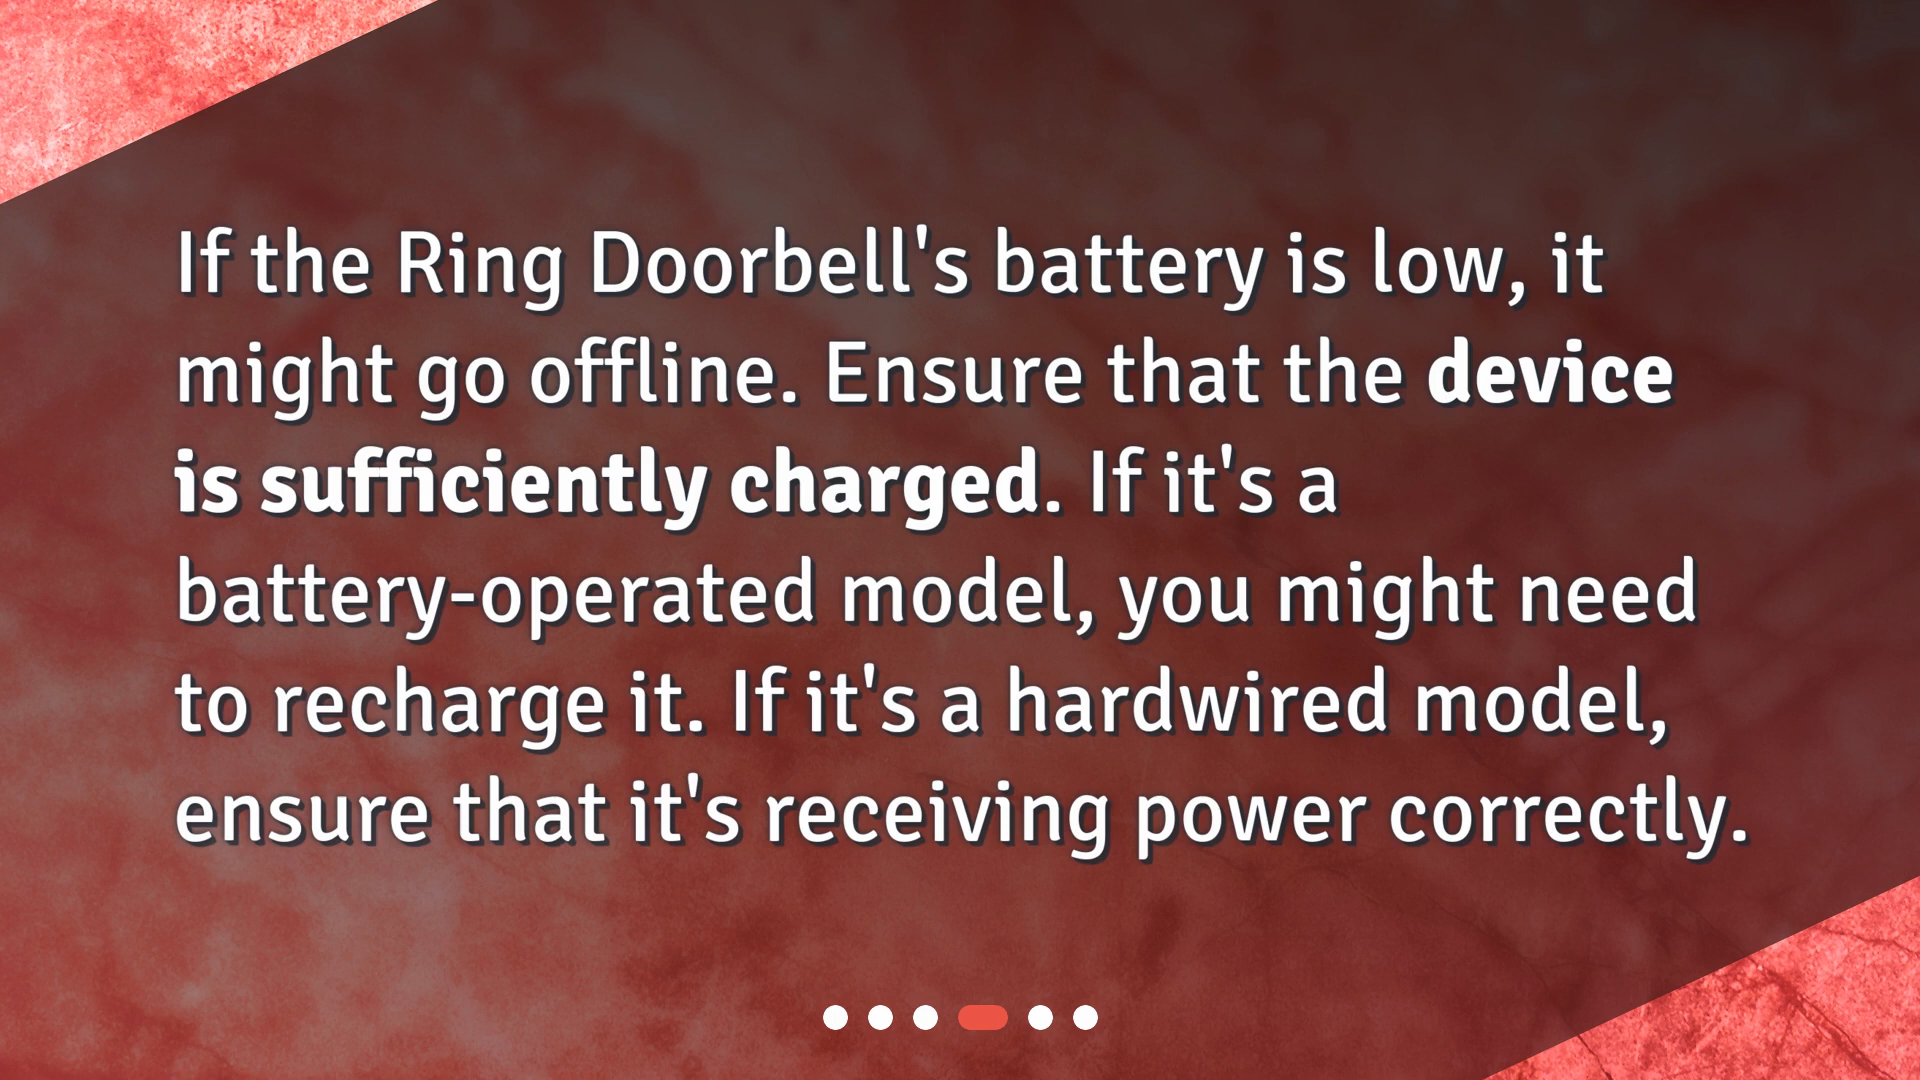 If the Ring Doorbell's battery is low, it
might go offline. Ensure that the device
is sufficiently charged. If it's a
battery-operated model, you might need
to recharge it. If it's a hardwired model,
ensure that it's receiving power correctly.